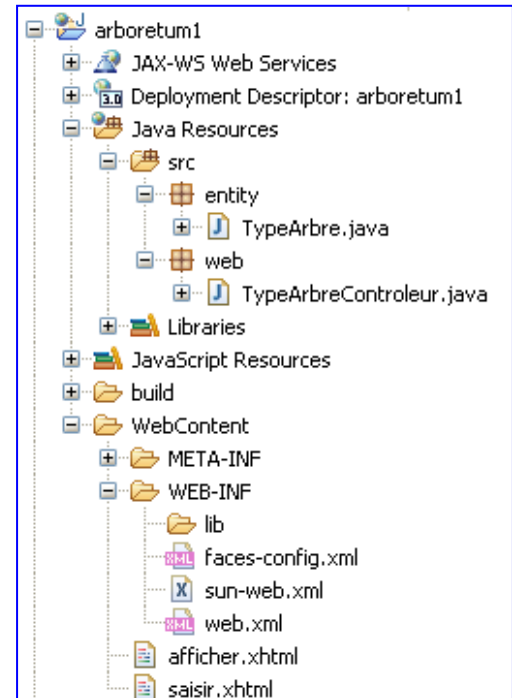 arboretum1
JAX-WS Web Services
3.0 Deployment Descriptor: arboretum1
Java Resources
src
entity
J TypeArbre.java
web
J TypeArbreControleur.java
Libraries
JavaScript Resources
build
WebContent
META-INF
WEB-INF
lib
XML faces-config.xml
X sun-web.xml
XML web.xml
afficher.xhtml
saisir.xhtml